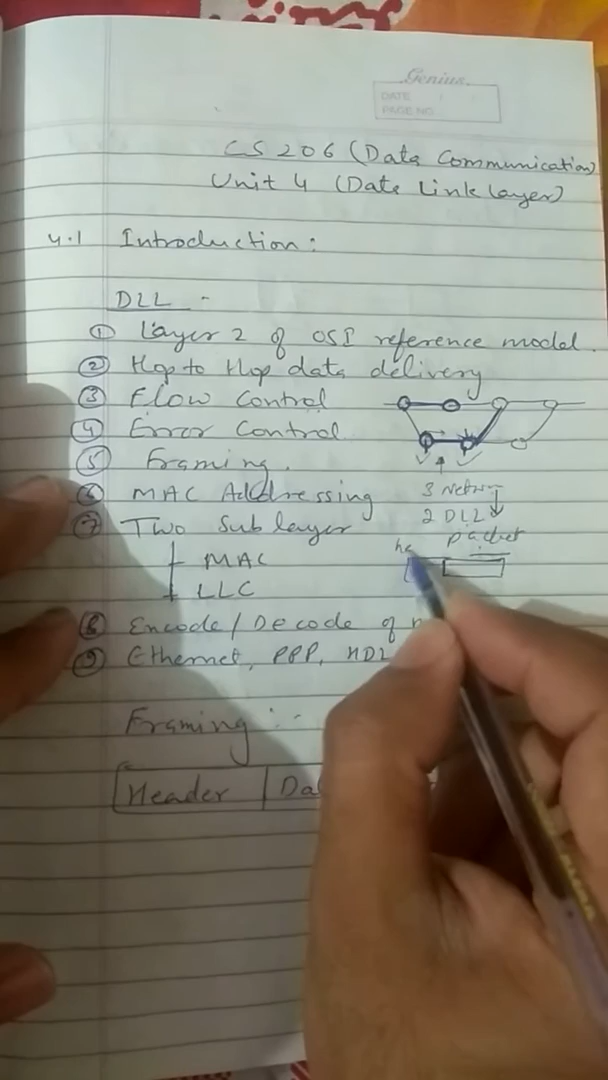 Genius
DATE
PAGE NO.
CS 206 (Data Communication)
Unit 4 (Data Link Layer)
4.1 Introduction :
DLL -
① Layer 2 of OSI reference model.
② Hop to Hop data delivery
③ Flow Control
④ Error Control
⑤ Framing.
⑥ MAC Addressing
3 Netw
⑦ Two Sub layer
2 DLL
packet
MAC
he
LLC
⑧ Encode/Decode of
⑨ Ethernet, PPP, HDL
Framing :-
Header | Da